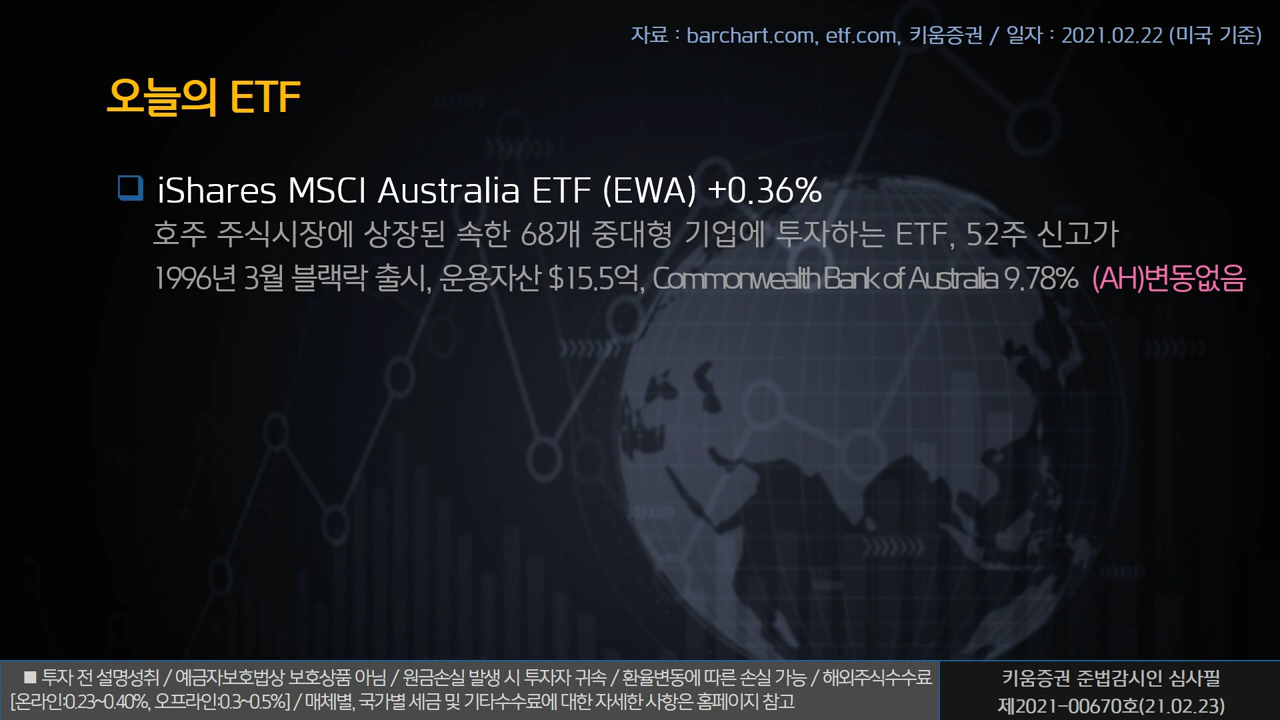 자료 : barchart.com, etf.com, 키움증권 / 일자 : 2021.02.22 (미국 기준)
오늘의 ETF
❑ iShares MSCI Australia ETF (EWA) +0.36%
호주 주식시장에 상장된 속한 68개 중대형 기업에 투자하는 ETF, 52주 신고가
1996년 3월 블랙락 출시, 운용자산 $15.5억, Commonwealth Bank of Australia 9.78% (AH)변동없음
■ 투자 전 설명성취 / 예금자보호법상 보호상품 아님 / 원금손실 발생 시 투자자 귀속 / 환율변동에 따른 손실 가능 / 해외주식수수료
[온라인:0.23~0.40%, 오프라인:0.3~0.5%] / 매체별, 국가별 세금 및 기타수수료에 대한 자세한 사항은 홈페이지 참고
키움증권 준법감시인 심사필
제2021-00670호(21.02.23)